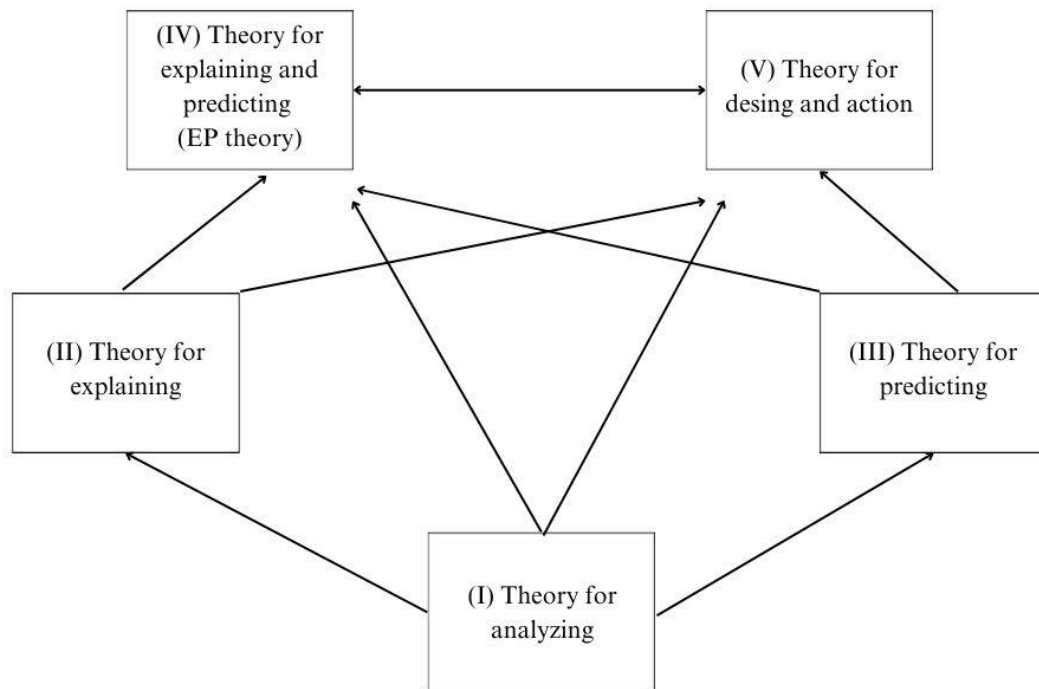 (IV) Theory for
explaining and
predicting
(EP theory)
(V) Theory for
desing and action
(II) Theory for
explaining
(III) Theory for
predicting
(I) Theory for
analyzing